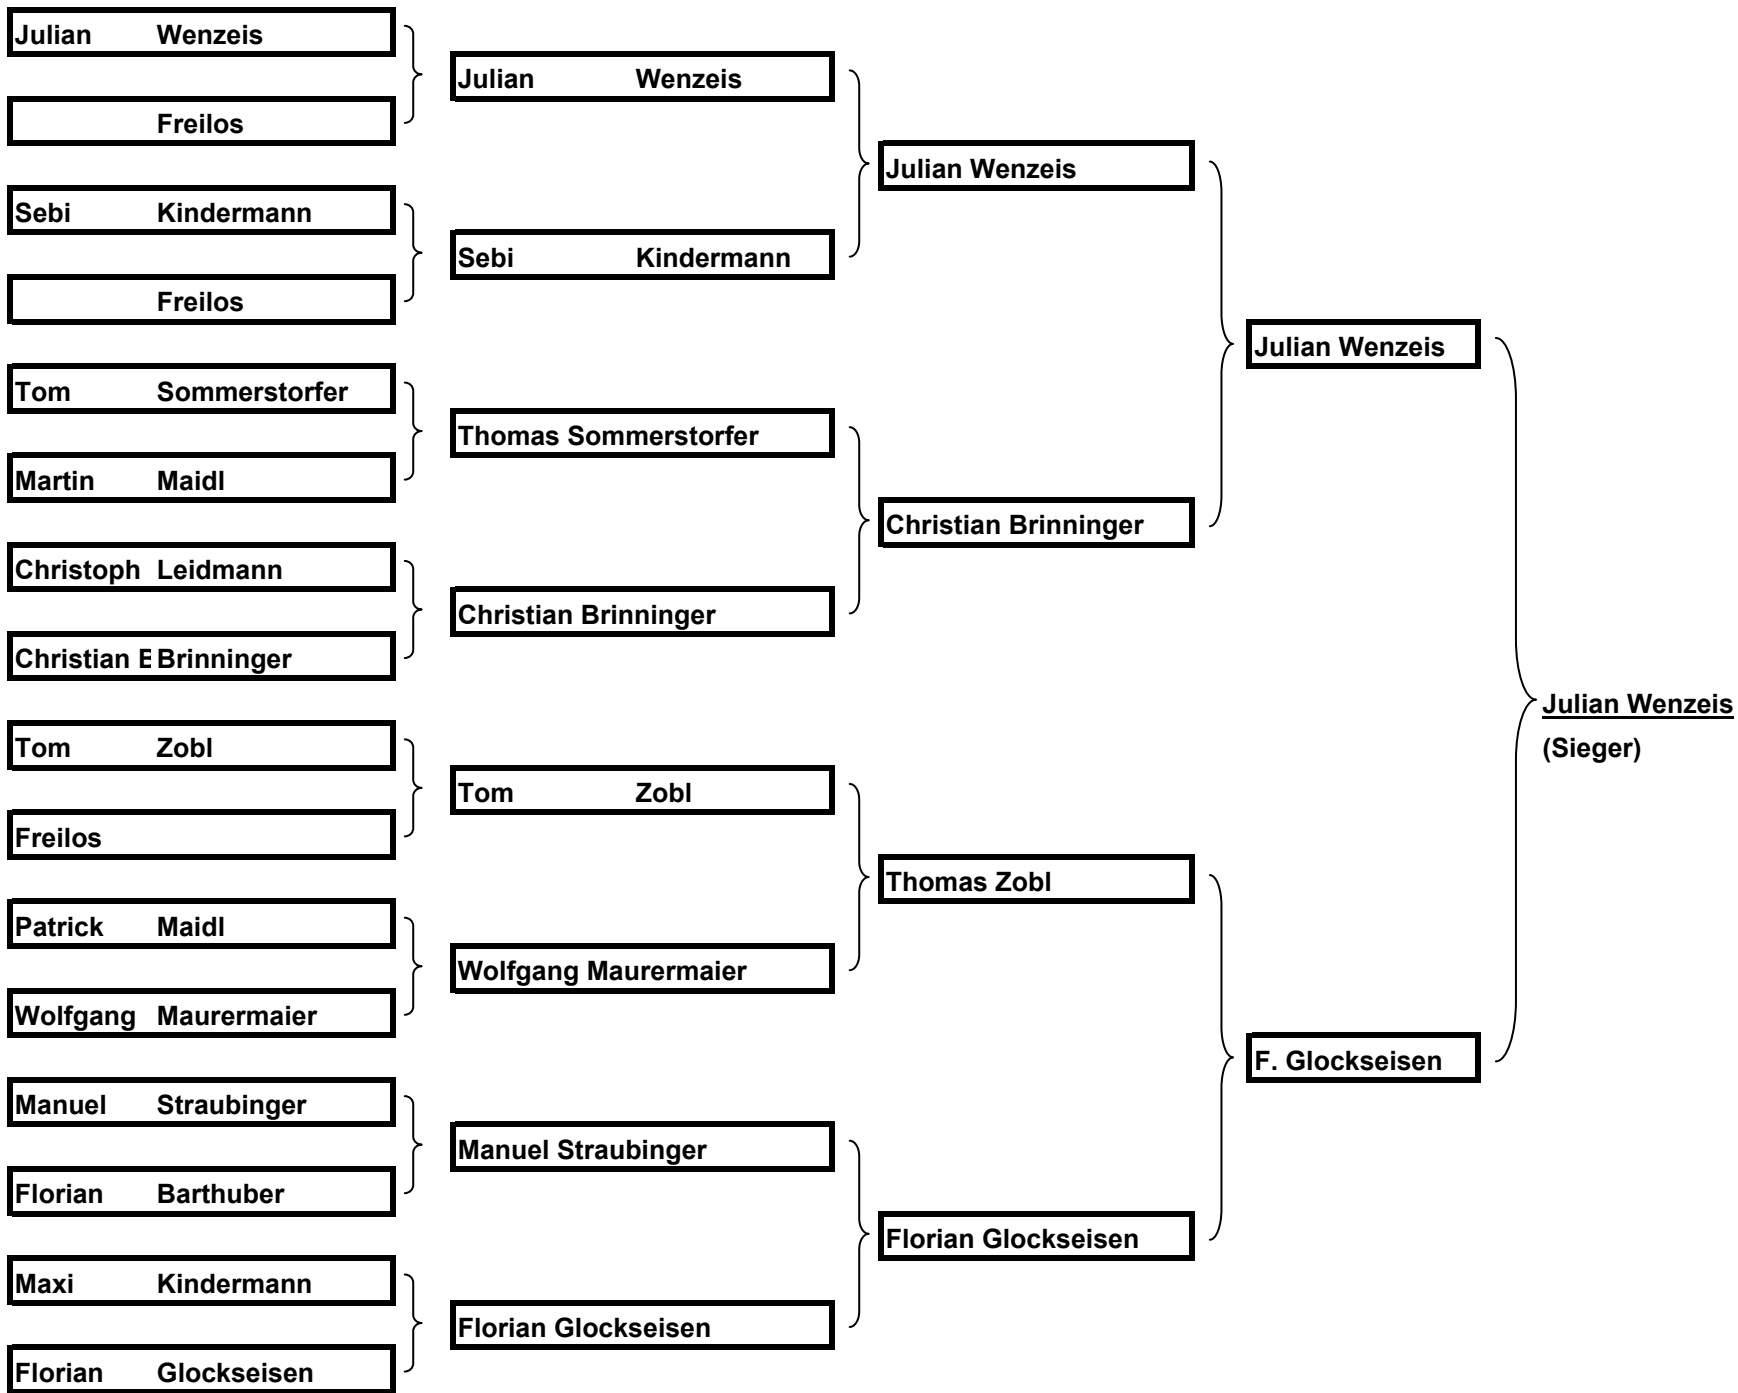 Julian Wenzeis
Freilos
Sebi Kindermann
Freilos
Tom Sommerstorfer
Martin Maidl
Christoph Leidmann
Christian B Brinninger
Tom Zobl
Freilos
Patrick Maidl
Wolfgang Maurermaier
Manuel Straubinger
Florian Barthuber
Maxi Kindermann
Florian Glockseisen
Julian Wenzeis
Sebi Kindermann
Thomas Sommerstorfer
Christian Brinninger
Tom Zobl
Wolfgang Maurermaier
Manuel Straubinger
Florian Glockseisen
Julian Wenzeis
Christian Brinninger
Thomas Zobl
Florian Glockseisen
Julian Wenzeis
F. Glockseisen
Julian Wenzeis
(Sieger)